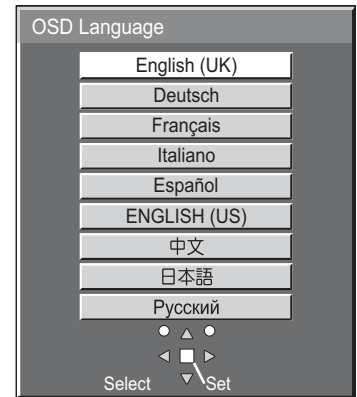 OSD Language
English (UK)
Deutsch
Français
Italiano
Español
ENGLISH (US)
中文
日本語
Русский
Select Set